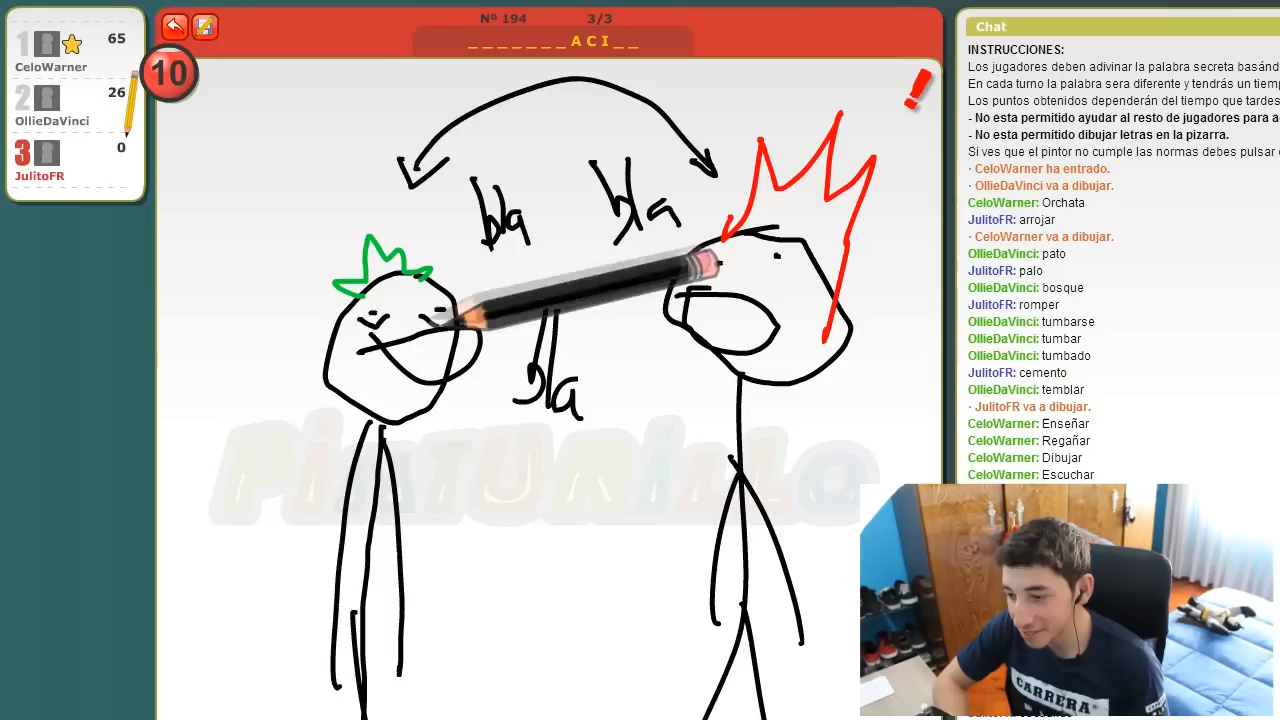 1 65
CeloWarner
2 26
OllieDaVinci
3 0
JulitoFR
10
Nº 194 3/3
_ _ _ _ _ _ _ A C I _ _
bla bla
bla
!
PINTURILLO
Chat
INSTRUCCIONES:
Los jugadores deben adivinar la palabra secreta
En cada turno la palabra sera diferente y tendrás un
Los puntos obtenidos dependerán del tiempo que tardes
- No esta permitido ayudar al resto de jugadores para
- No esta permitido dibujar letras en la pizarra.
Si ves que el pintor no cumple las normas debes pulsar
· CeloWarner ha entrado.
· OllieDaVinci va a dibujar.
CeloWarner: Orchata
JulitoFR: arrojar
· CeloWarner va a dibujar.
OllieDaVinci: pato
JulitoFR: palo
OllieDaVinci: bosque
JulitoFR: romper
OllieDaVinci: tumbarse
OllieDaVinci: tumbar
OllieDaVinci: tumbado
JulitoFR: cemento
OllieDaVinci: temblar
· JulitoFR va a dibujar.
CeloWarner: Enseñar
CeloWarner: Regañar
CeloWarner: Dibujar
CeloWarner: Escuchar
CARRERA